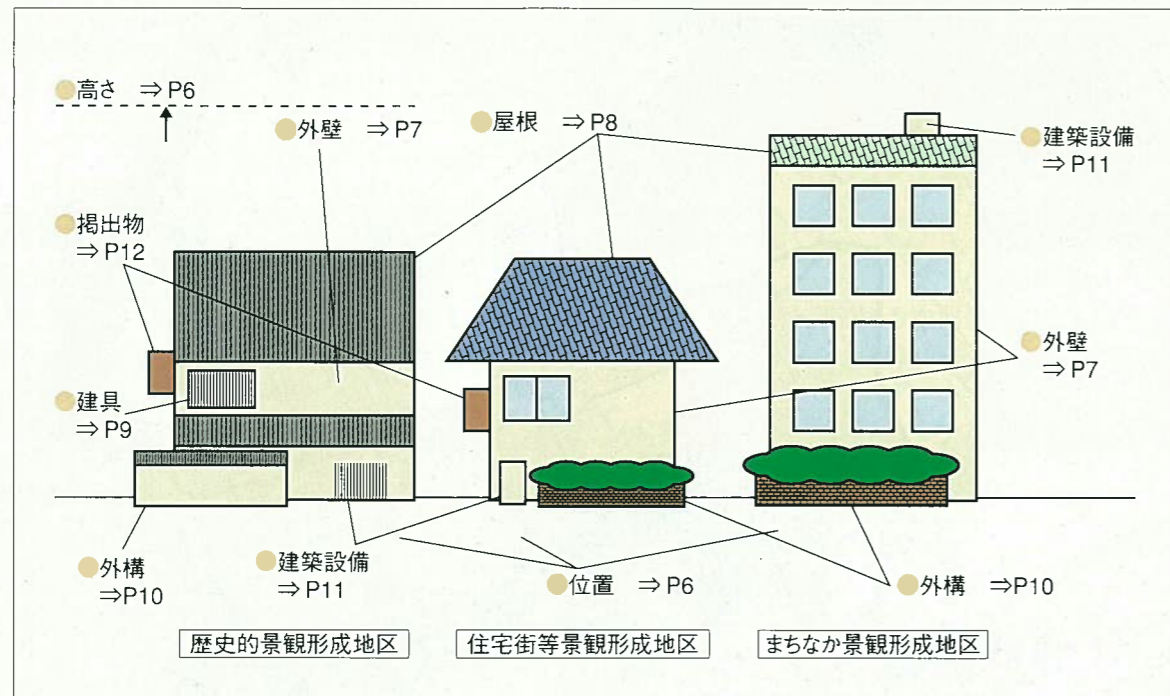 高さ ⇒P6
外壁 ⇒P7
屋根 ⇒P8
建築設備
⇒P11
掲出物
⇒P12
外壁
⇒P7
建具
⇒P9
外構
⇒P10
建築設備
⇒P11
位置 ⇒P6
外構 ⇒P10
歴史的景観形成地区
住宅街等景観形成地区
まちなか景観形成地区